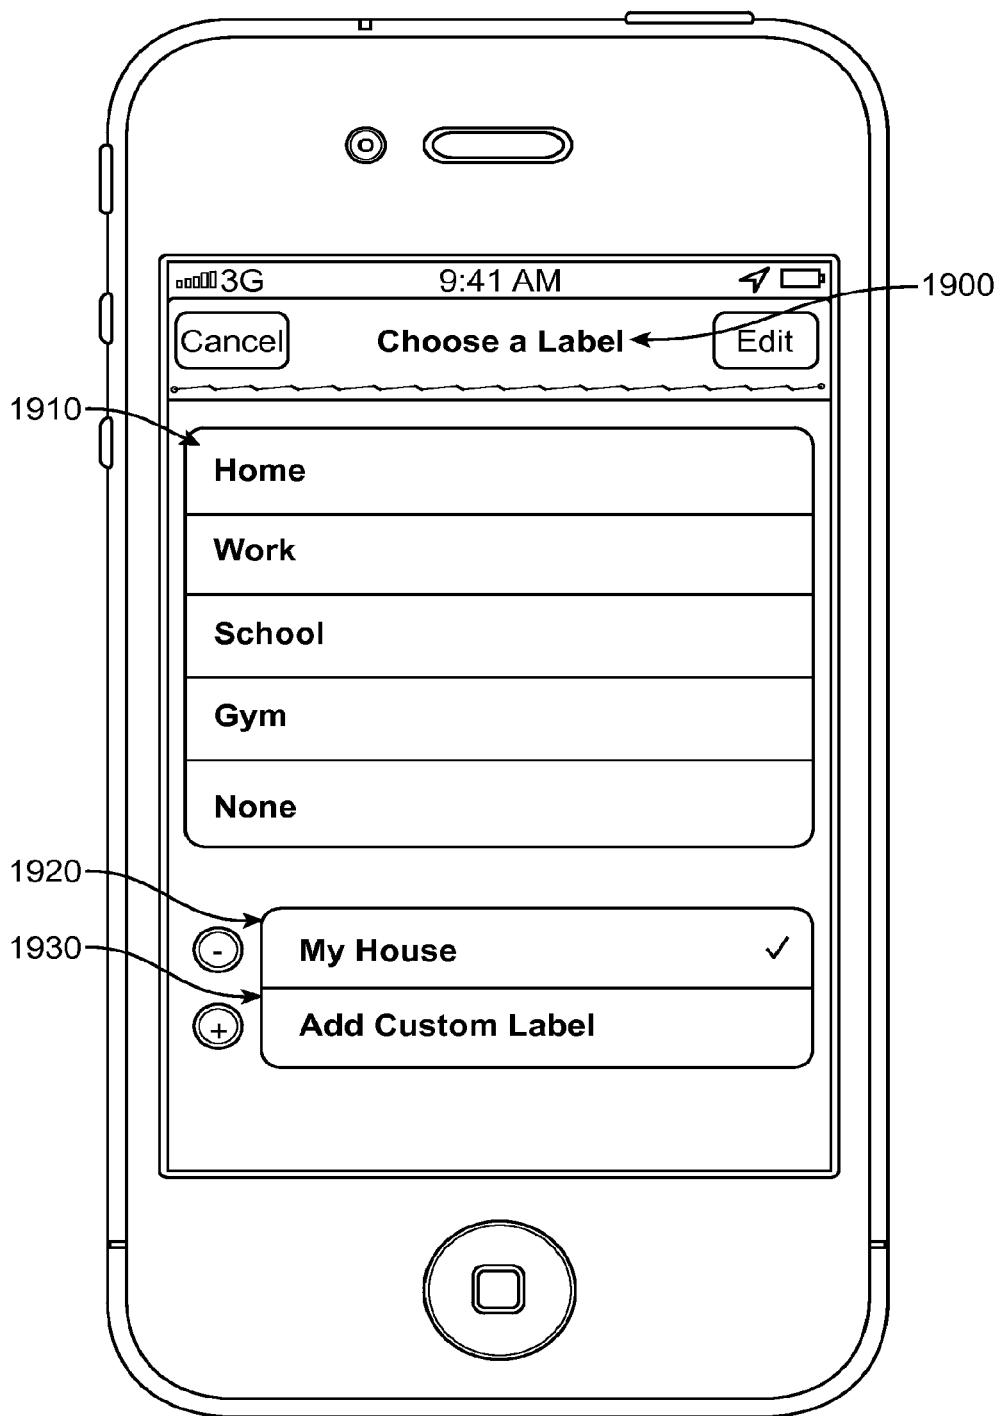 3G 9:41 AM
1900
Cancel Choose a Label Edit
1910
Home
Work
School
Gym
None
1920
1930
- My House ✓
+ Add Custom Label